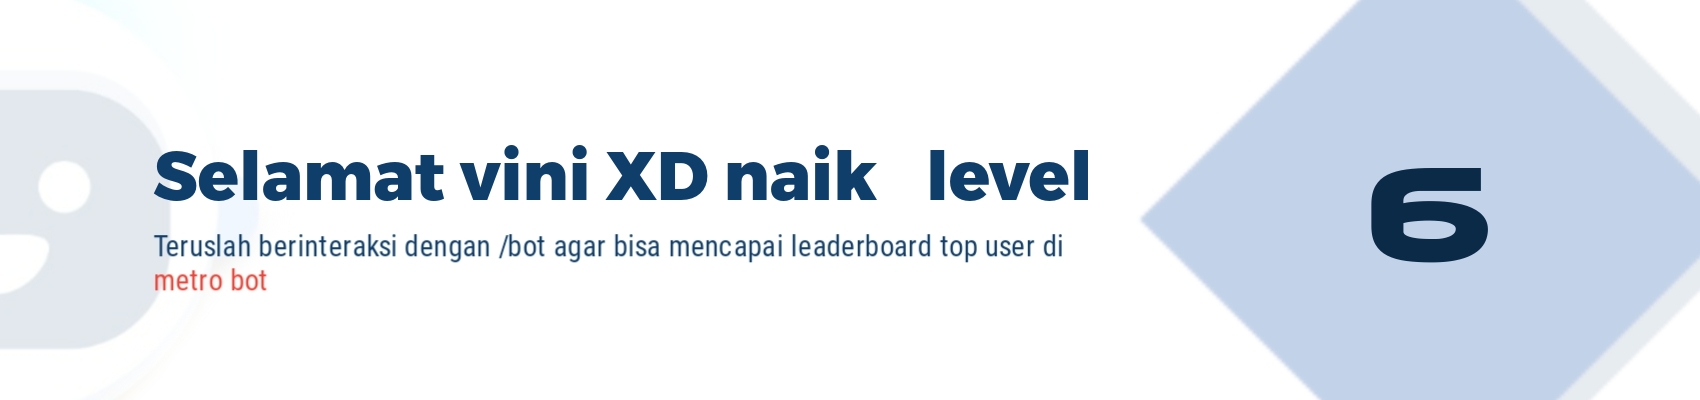 Selamat vini XD naik level
Teruslah berinteraksi dengan /bot agar bisa mencapai leaderboard top user di
metro bot
6